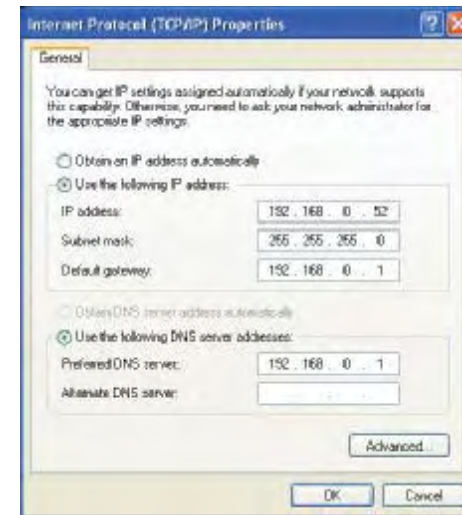 Internet Protocol (TCP/IP) Properties
General
You can get IP settings assigned automatically if your network supports
this capability. Otherwise, you need to ask your network administrator for
the appropriate IP settings.
Obtain an IP address automatically
Use the following IP address:
IP address: 192 . 168 . 0 . 52
Subnet mask: 255 . 255 . 255 . 0
Default gateway: 192 . 168 . 0 . 1
Obtain DNS server address automatically
Use the following DNS server addresses:
Preferred DNS server: 192 . 168 . 0 . 1
Alternate DNS server: . . .
Advanced...
OK Cancel